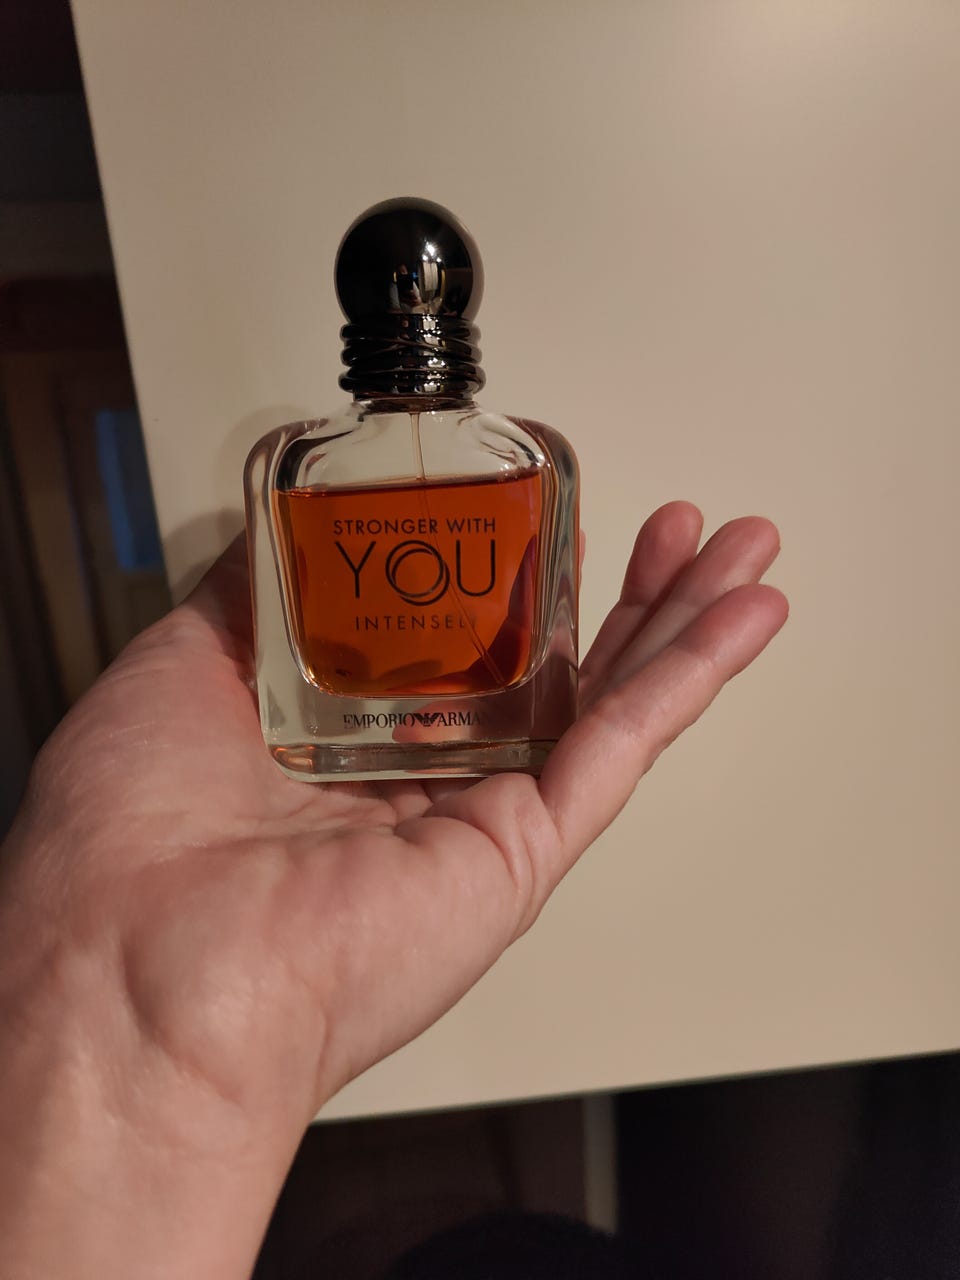 STRONGER WITH
YOU
INTENSELY
EMPORIO ARMANI